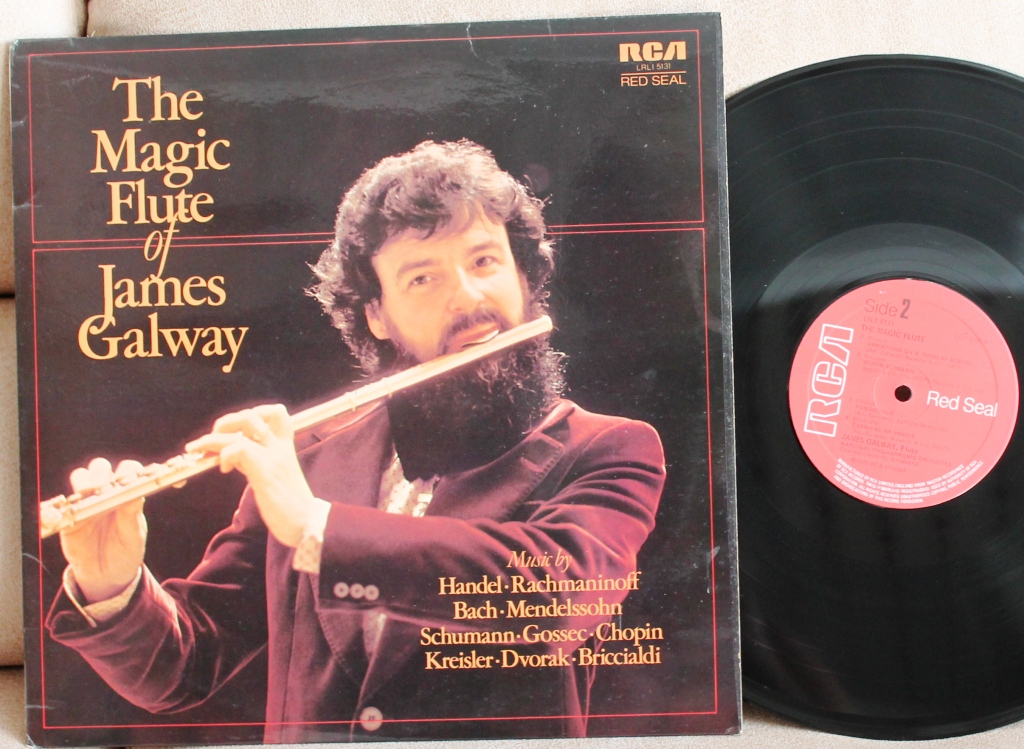 The
Magic
Flute
of
James
Galway
RCA
LRL1 5131
RED SEAL
Music by
Handel · Rachmaninoff
Bach · Mendelssohn
Schumann · Gossec · Chopin
Kreisler · Dvorak · Briccialdi
Side 2
THE MAGIC FLUTE
RCA
Red Seal
JAMES GALWAY, Flute